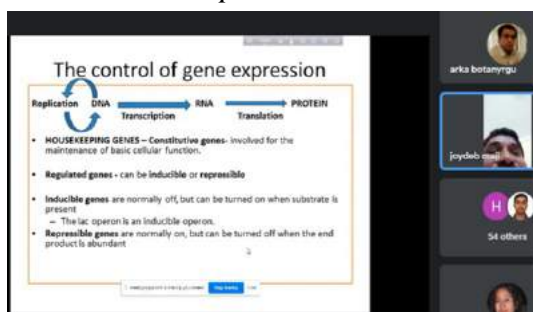 The control of gene expression
Replication DNA RNA PROTEIN
Transcription Translation
• HOUSEKEEPING GENES – Constitutive genes- involved for the
maintenance of basic cellular function.
• Regulated genes - can be inducible or repressible
• Inducible genes are normally off, but can be turned on when substrate is
present
– The lac operon is an inducible operon.
• Repressible genes are normally on, but can be turned off when the end
product is abundant
arka botanyrgu
joydeb maji
H
54 others